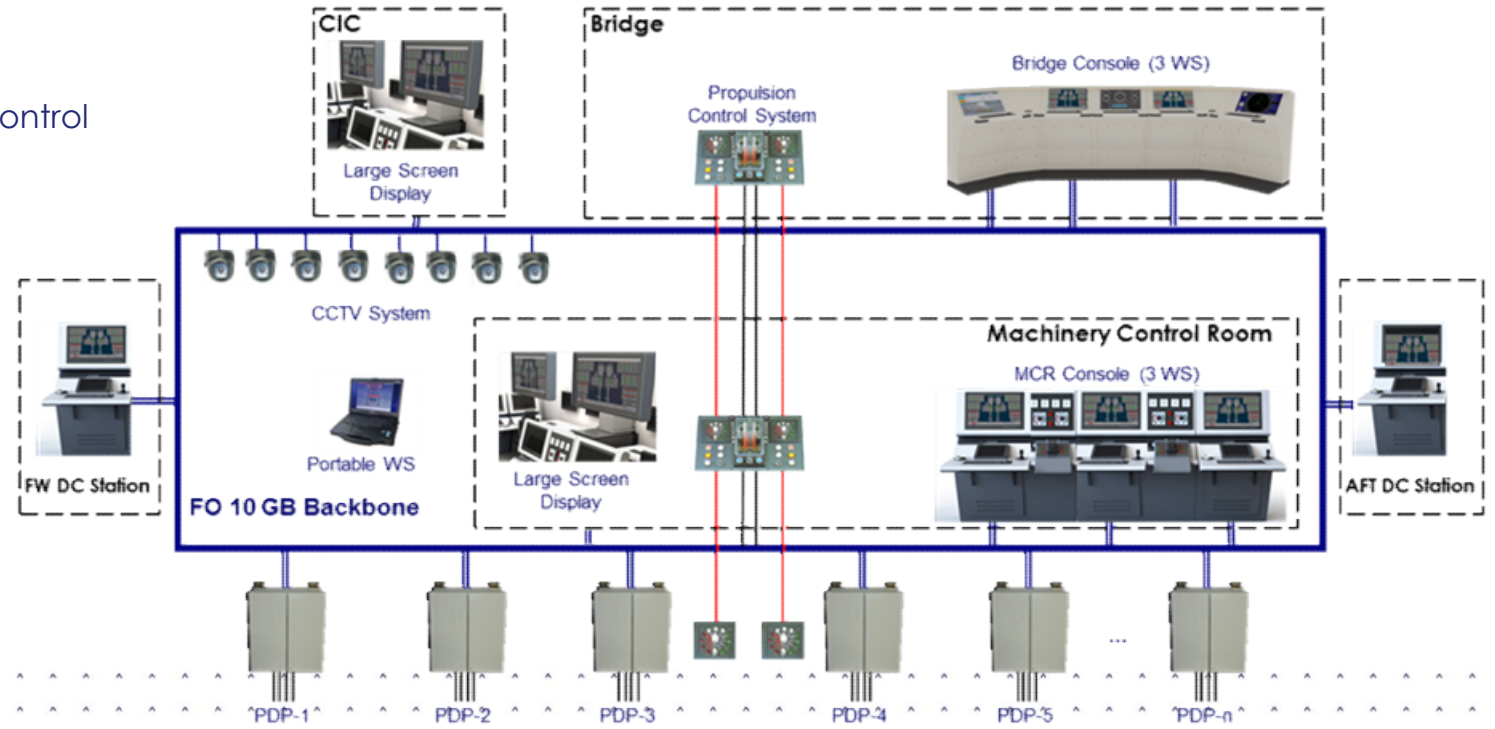 CIC
Bridge
ontrol
Large Screen
Display
Propulsion
Control System
Bridge Console (3 WS)
CCTV System
Portable WS
FO 10 GB Backbone
FW DC Station
Large Screen
Display
Machinery Control Room
MCR Console (3 WS)
AFT DC Station
...
PDP-1
PDP-2
PDP-3
PDP-4
PDP-5
PDP-n